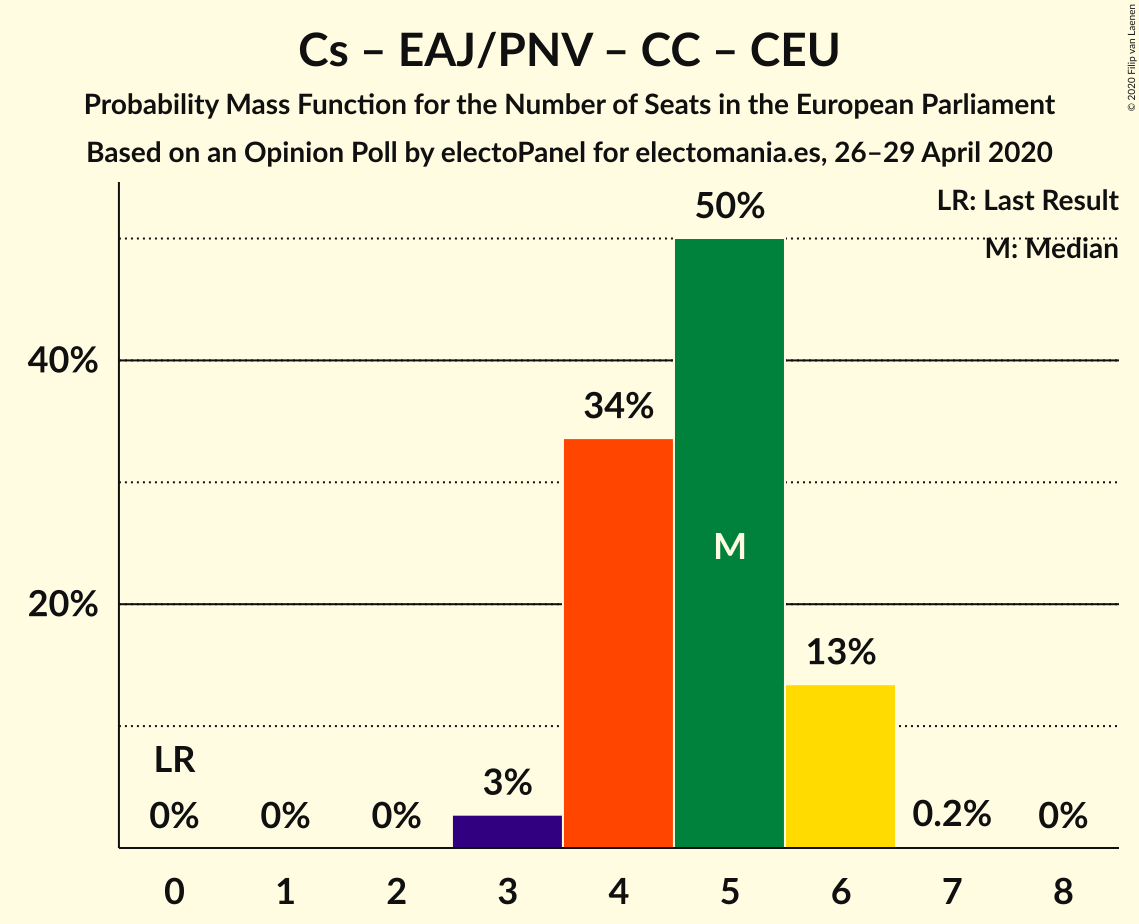 Cs – EAJ/PNV – CC – CEU
Probability Mass Function for the Number of Seats in the European Parliament
Based on an Opinion Poll by electoPanel for electomania.es, 26–29 April 2020
© 2020 Filip van Laenen
LR: Last Result
M: Median
50%
40%
34%
M
20%
13%
LR
0% 0% 0% 3% 0.2% 0%
0 1 2 3 4 5 6 7 8